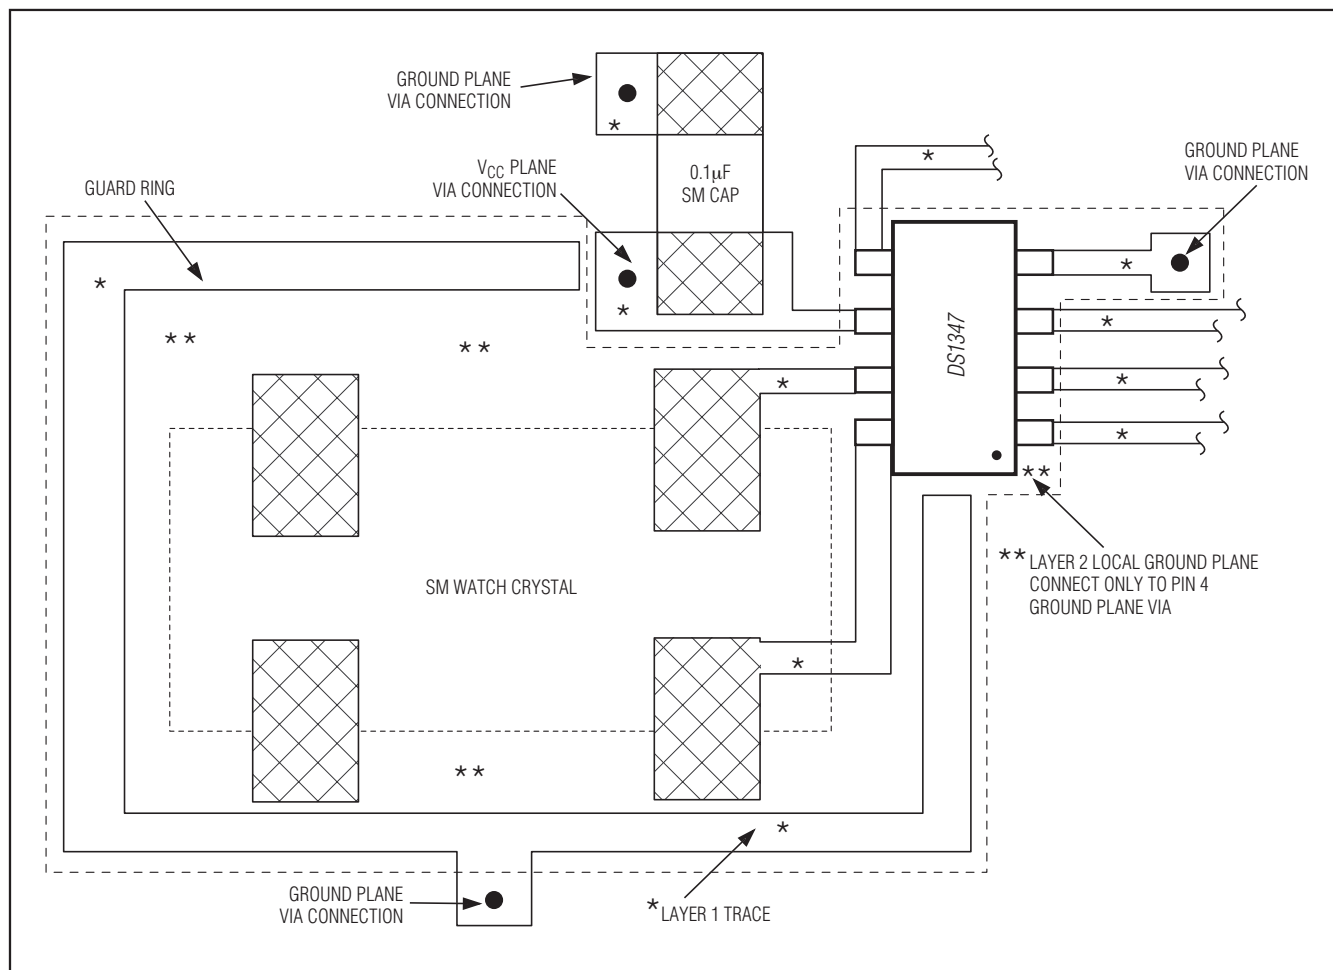 GROUND PLANE
VIA CONNECTION
*
0.1μF
SM CAP
*
GROUND PLANE
VIA CONNECTION
VCC PLANE
VIA CONNECTION
GUARD RING
*
*
*
*
**
**
DS1347
*
*
*
*
**
** LAYER 2 LOCAL GROUND PLANE
CONNECT ONLY TO PIN 4
GROUND PLANE VIA
SM WATCH CRYSTAL
*
**
*
GROUND PLANE
VIA CONNECTION
* LAYER 1 TRACE